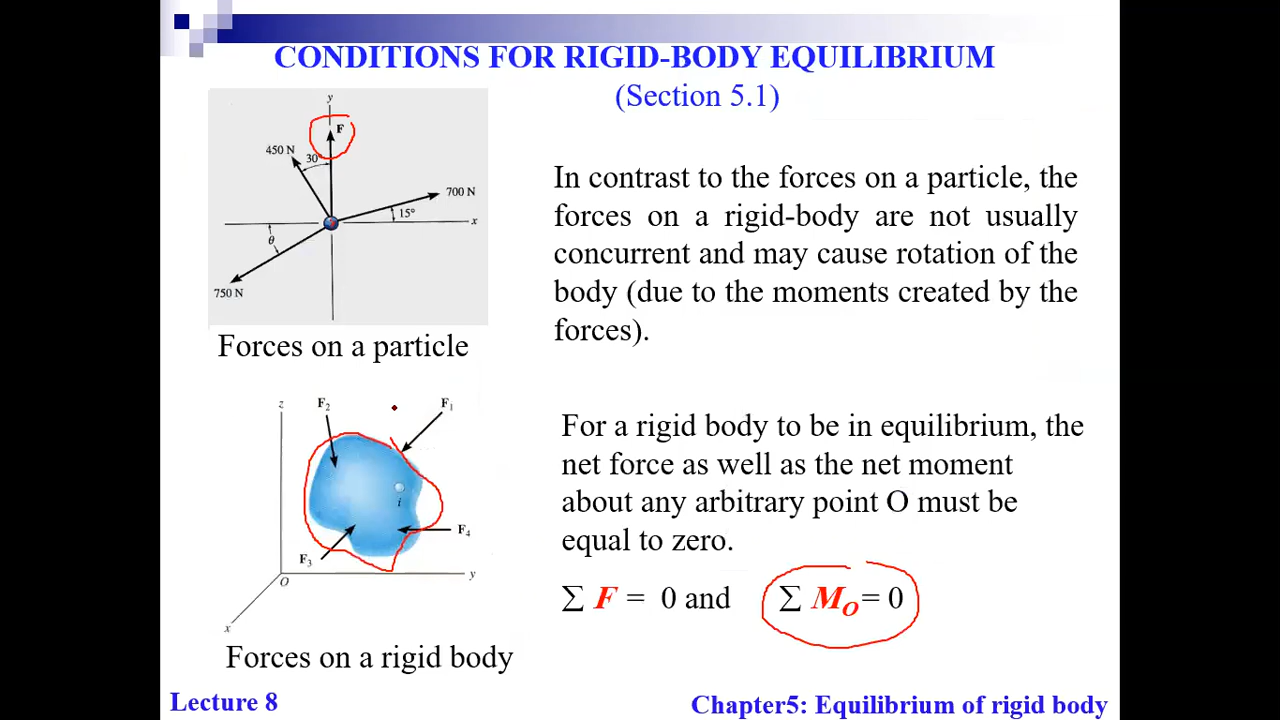 CONDITIONS FOR RIGID-BODY EQUILIBRIUM
(Section 5.1)
y
F
450 N
30°
700 N
15°
x
θ
750 N
Forces on a particle
In contrast to the forces on a particle, the
forces on a rigid-body are not usually
concurrent and may cause rotation of the
body (due to the moments created by the
forces).
z
F₂
F₁
i
F₄
F₃
O
y
x
Forces on a rigid body
For a rigid body to be in equilibrium, the
net force as well as the net moment
about any arbitrary point O must be
equal to zero.
∑ F = 0 and ∑ M_O = 0
Lecture 8
Chapter5: Equilibrium of rigid body